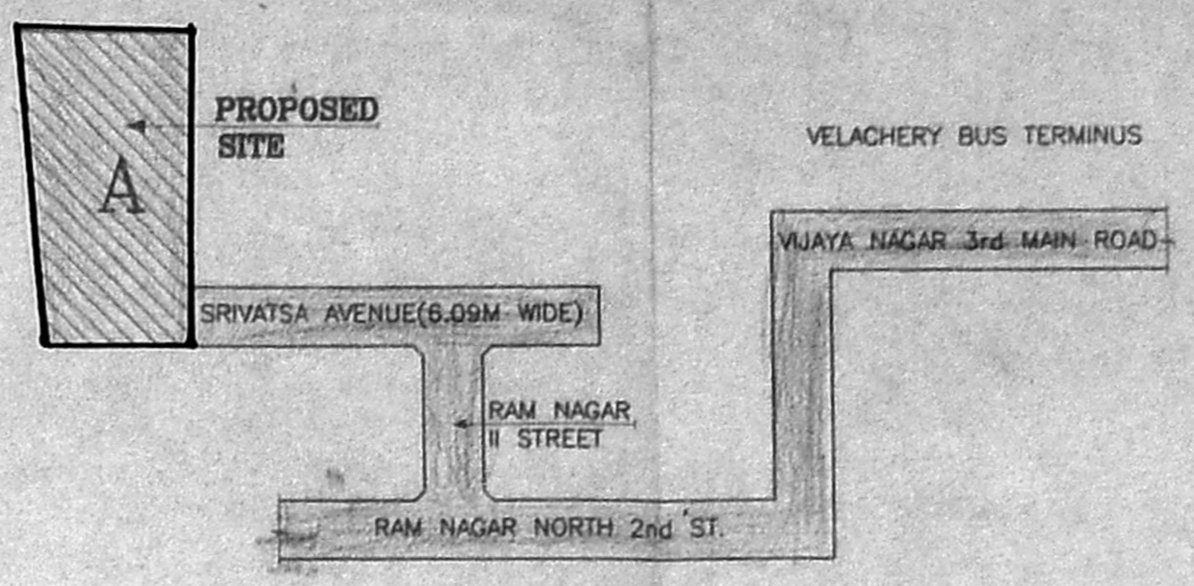 PROPOSED
SITE
A
VELACHERY BUS TERMINUS
VIJAYA NAGAR 3rd MAIN ROAD
SRIVATSA AVENUE(6.09M WIDE)
RAM NAGAR
II STREET
RAM NAGAR NORTH 2nd ST.